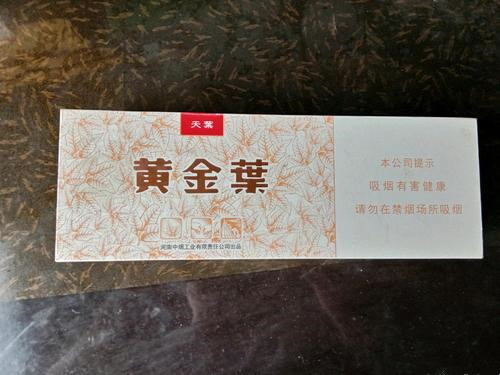 天葉
黄金葉
河南中烟工业有限责任公司出品
本公司提示
吸烟有害健康
请勿在禁烟场所吸烟